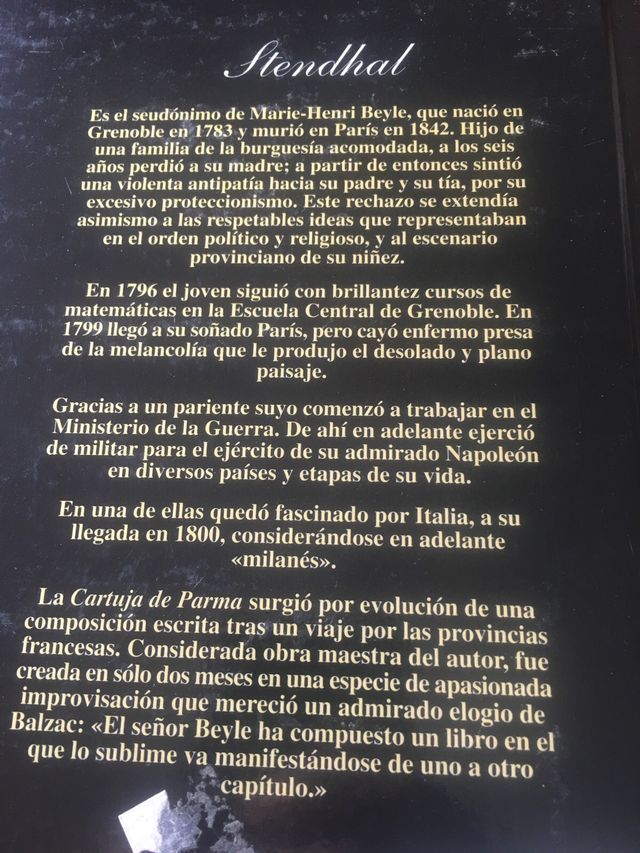 Stendhal
Es el seudónimo de Marie-Henri Beyle, que nació en
Grenoble en 1783 y murió en París en 1842. Hijo de
una familia de la burguesía acomodada, a los seis
años perdió a su madre; a partir de entonces sintió
una violenta antipatía hacia su padre y su tía, por su
excesivo proteccionismo. Este rechazo se extendía
asimismo a las respetables ideas que representaban
en el orden político y religioso, y al escenario
provinciano de su niñez.
En 1796 el joven siguió con brillantez cursos de
matemáticas en la Escuela Central de Grenoble. En
1799 llegó a su soñado París, pero cayó enfermo presa
de la melancolía que le produjo el desolado y plano
paisaje.
Gracias a un pariente suyo comenzó a trabajar en el
Ministerio de la Guerra. De ahí en adelante ejerció
de militar para el ejército de su admirado Napoleón
en diversos países y etapas de su vida.
En una de ellas quedó fascinado por Italia, a su
llegada en 1800, considerándose en adelante
«milanés».
La Cartuja de Parma surgió por evolución de una
composición escrita tras un viaje por las provincias
francesas. Considerada obra maestra del autor, fue
creada en sólo dos meses en una especie de apasionada
improvisación que mereció un admirado elogio de
Balzac: «El señor Beyle ha compuesto un libro en el
que lo sublime va manifestándose de uno a otro
capítulo.»